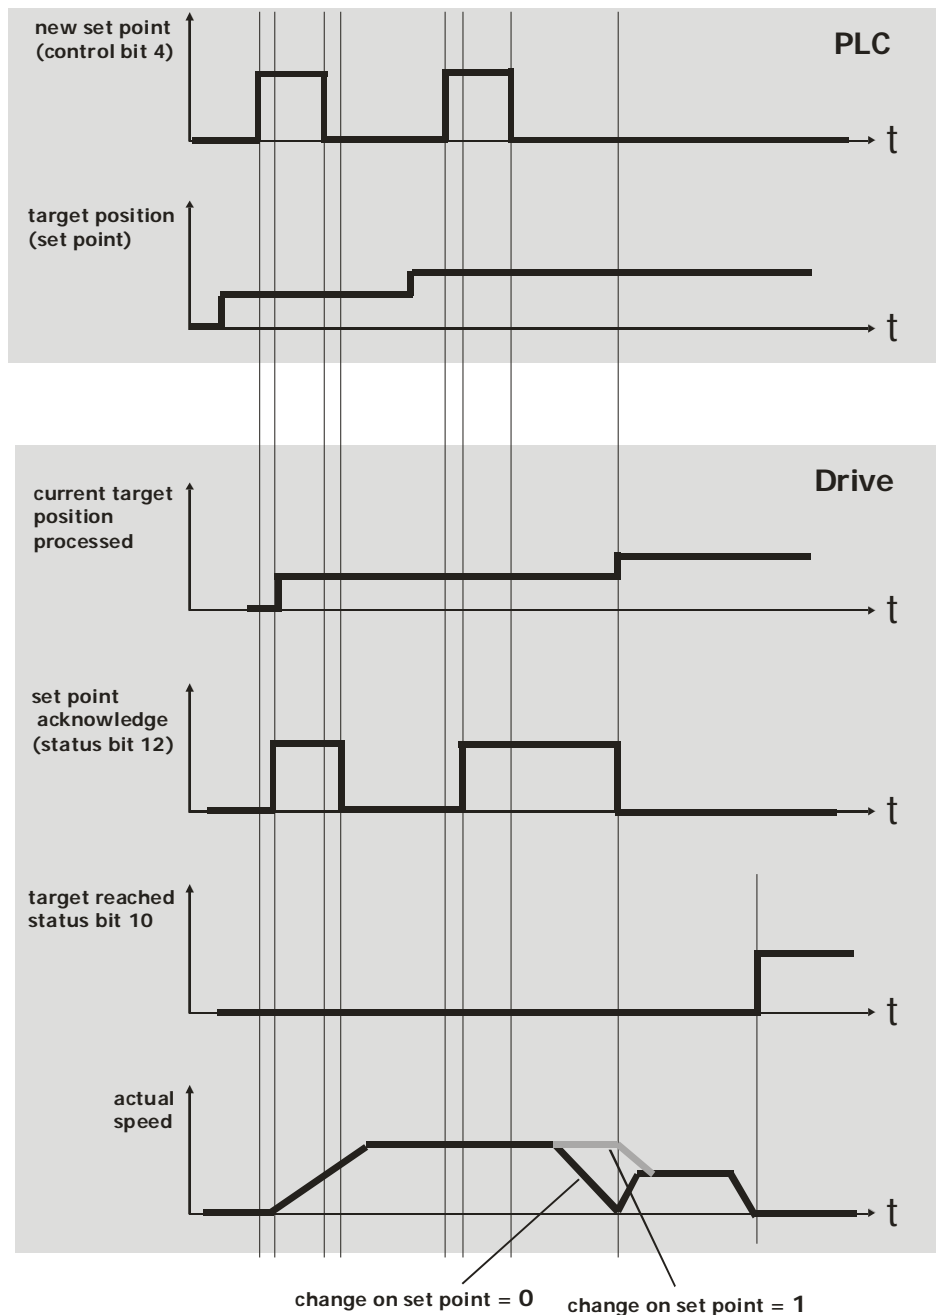 new set point
(control bit 4)
PLC
t
target position
(set point)
t
Drive
current target
position
processed
t
set point
acknowledge
(status bit 12)
t
target reached
status bit 10
t
actual
speed
t
change on set point = 0
change on set point = 1